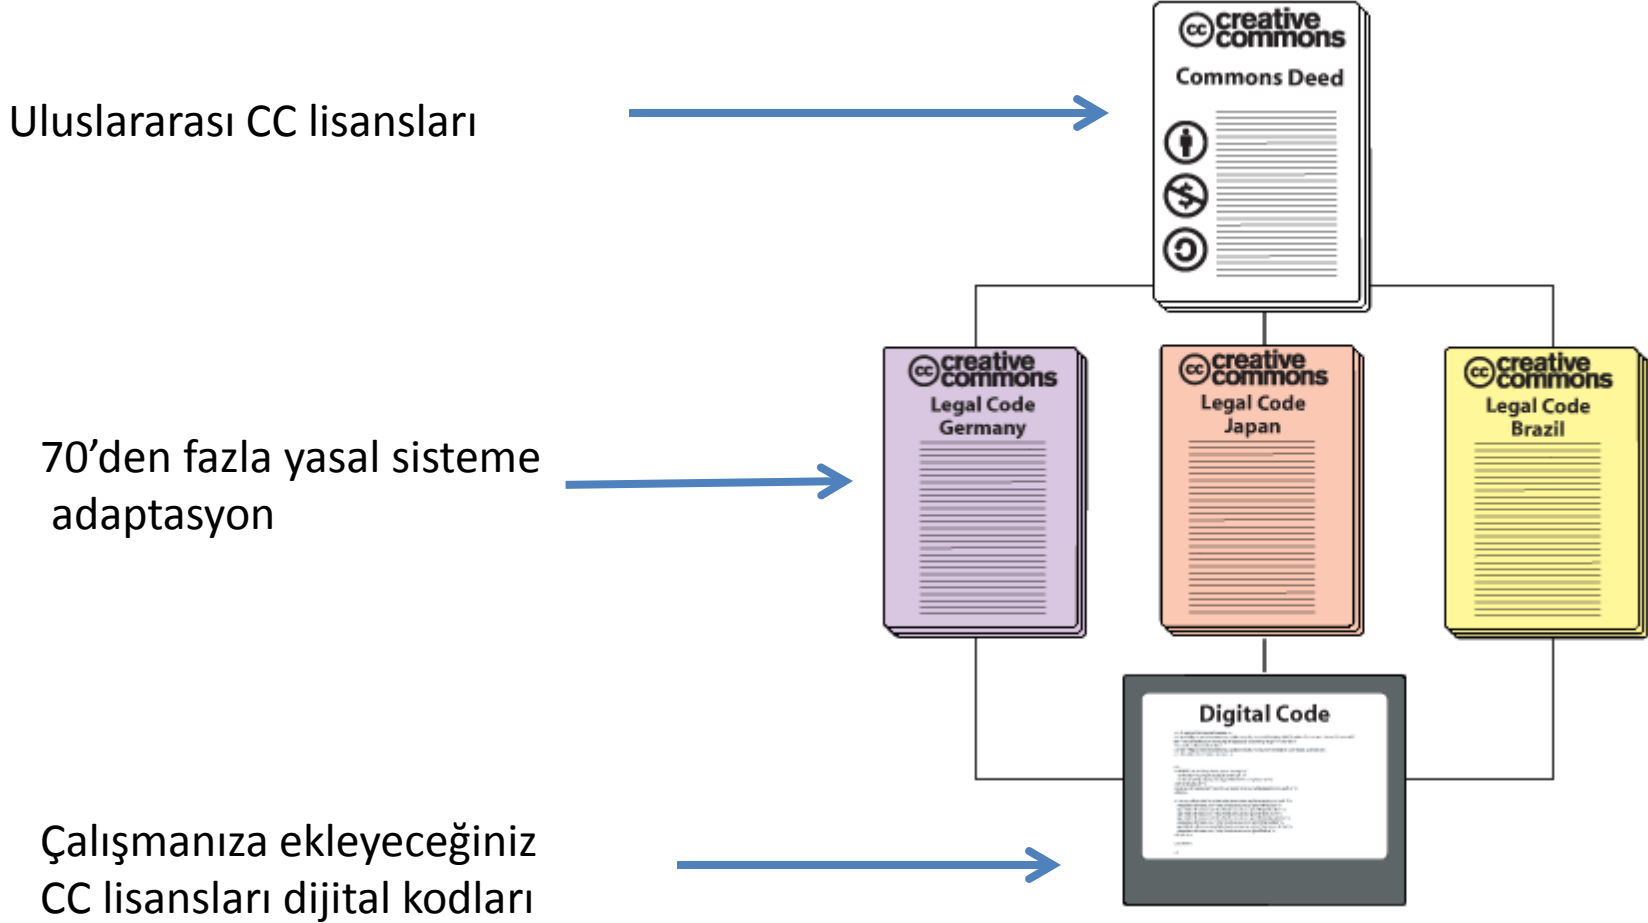 creative
commons
Commons Deed
Uluslararası CC lisansları
creative
commons
Legal Code
Germany
creative
commons
Legal Code
Japan
creative
commons
Legal Code
Brazil
70’den fazla yasal sisteme
adaptasyon
Digital Code
Çalışmanıza ekleyeceğiniz
CC lisansları dijital kodları